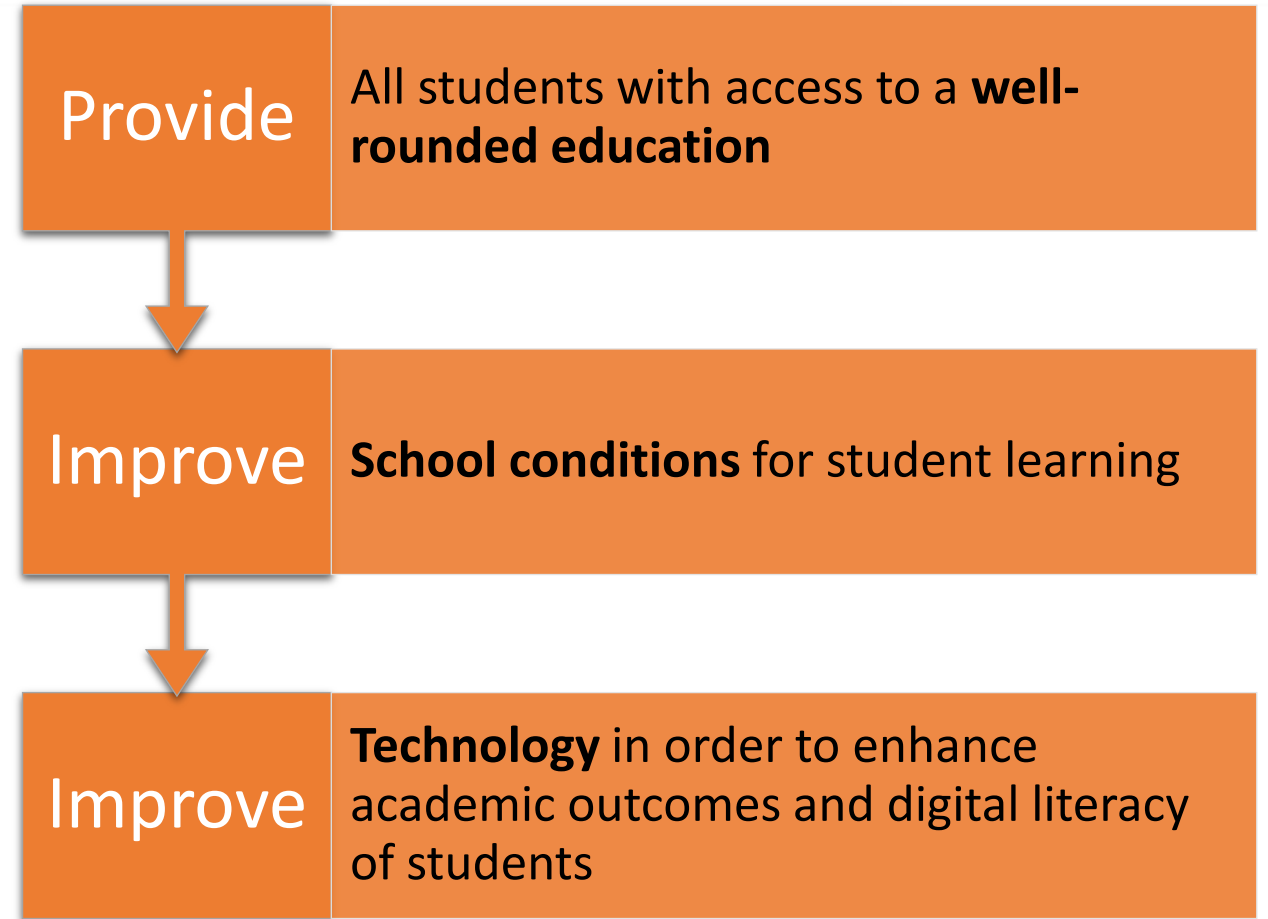 Provide
All students with access to a well-
rounded education
Improve
School conditions for student learning
Improve
Technology in order to enhance
academic outcomes and digital literacy
of students